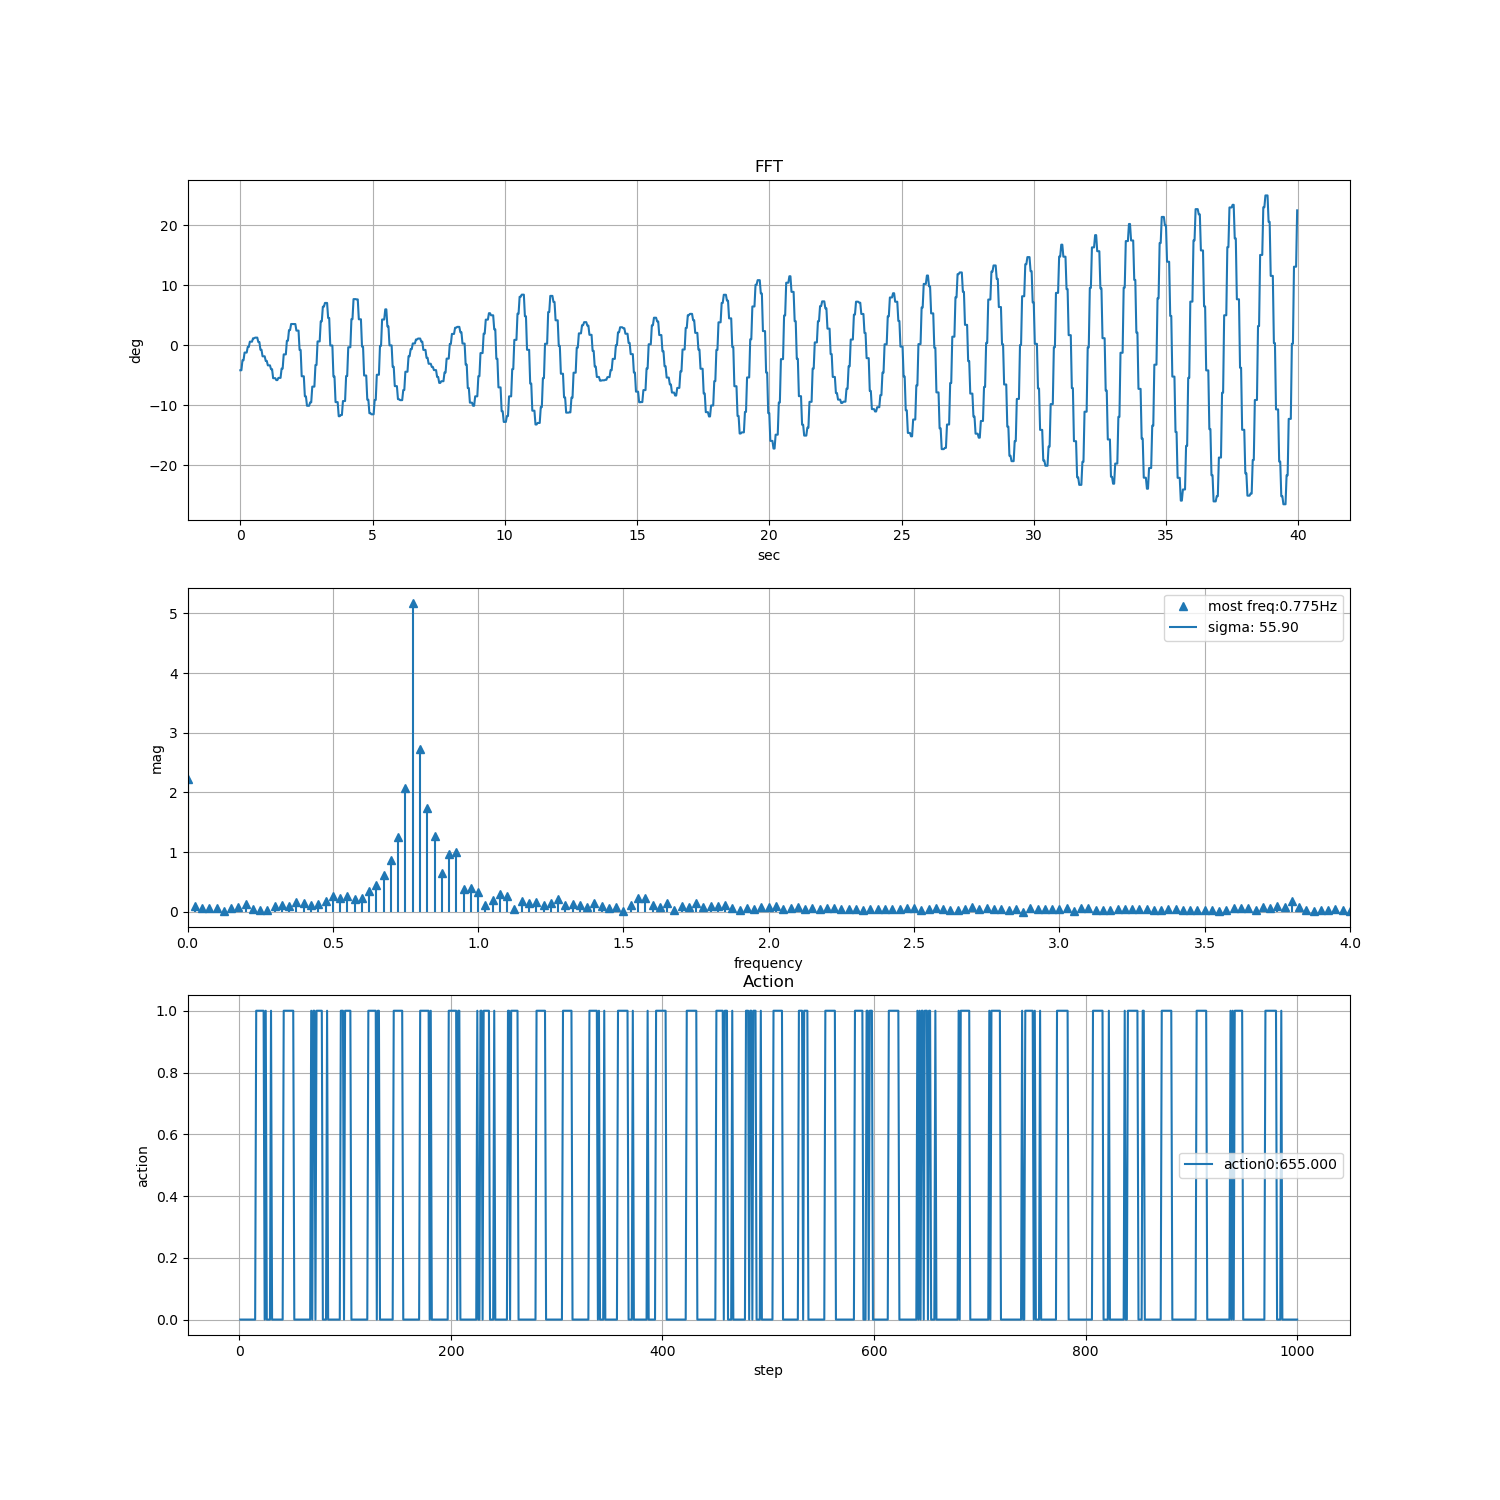 FFT
20
10
0
−10
−20
deg
0 5 10 15 20 25 30 35 40
sec
most freq:0.775Hz
sigma: 55.90
5
4
3
2
1
0
mag
0.0 0.5 1.0 1.5 2.0 2.5 3.0 3.5 4.0
frequency
Action
1.0
0.8
0.6
0.4
0.2
0.0
action
action0:655.000
0 200 400 600 800 1000
step